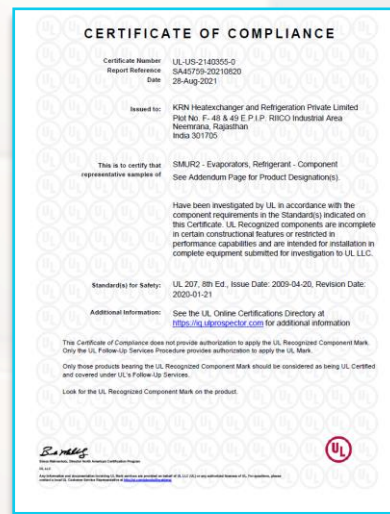 CERTIFICATE OF COMPLIANCE
Certificate Number UL-US-2140355-0
Report Reference SA45759-20210820
Date 28-Aug-2021
Issued to: KRN Heatexchanger and Refrigeration Private Limited
Plot No. F- 48 & 49 E.P.I.P. RIICO Industrial Area
Neemrana, Rajasthan
India 301705
This is to certify that SMUR2 - Evaporators, Refrigerant - Component
representative samples of See Addendum Page for Product Designation(s).
Have been investigated by UL in accordance with the
component requirements in the Standard(s) indicated on
this Certificate. UL Recognized components are incomplete
in certain constructional features or restricted in
performance capabilities and are intended for installation in
complete equipment submitted for investigation to UL LLC.
Standard(s) for Safety: UL 207, 8th Ed., Issue Date: 2009-04-20, Revision Date:
2020-01-21
Additional Information: See the UL Online Certifications Directory at
https://iq.ulprospector.com for additional information
This Certificate of Compliance does not provide authorization to apply the UL Recognized Component Mark.
Only the UL Follow-Up Services Procedure provides authorization to apply the UL Mark.
Only those products bearing the UL Recognized Component Mark should be considered as being UL Certified
and covered under UL's Follow-Up Services.
Look for the UL Recognized Component Mark on the product.
UL